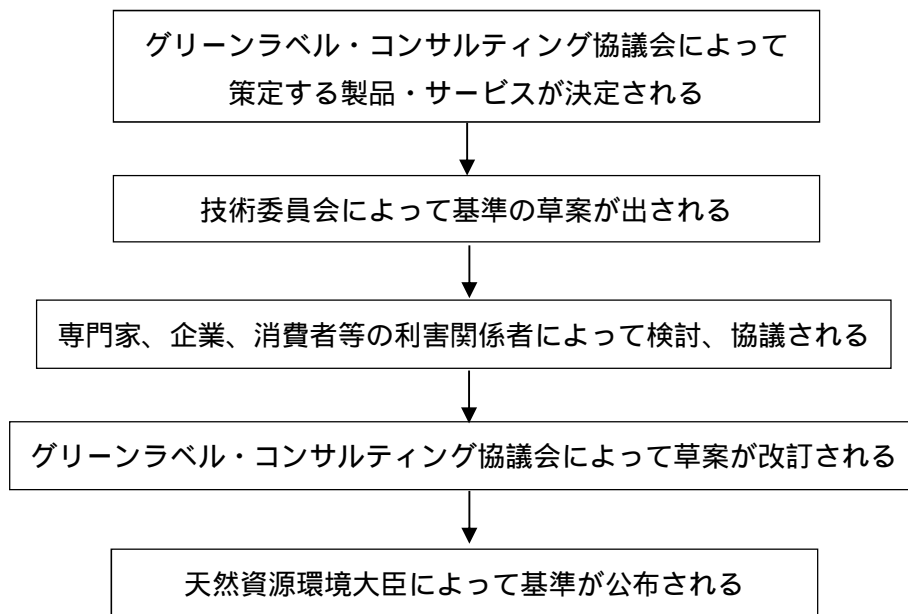 グリーンラベル・コンサルティング協議会によって
策定する製品・サービスが決定される
技術委員会によって基準の草案が出される
専門家、企業、消費者等の利害関係者によって検討、協議される
グリーンラベル・コンサルティング協議会によって草案が改訂される
天然資源環境大臣によって基準が公布される